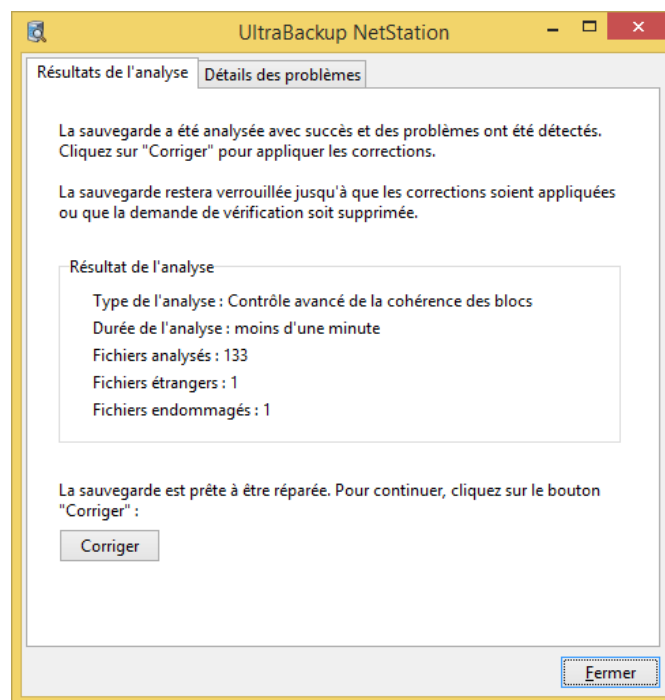 UltraBackup NetStation
Résultats de l'analyse
Détails des problèmes
La sauvegarde a été analysée avec succès et des problèmes ont été détectés.
Cliquez sur "Corriger" pour appliquer les corrections.
La sauvegarde restera verrouillée jusqu'à que les corrections soient appliquées
ou que la demande de vérification soit supprimée.
Résultat de l'analyse
Type de l'analyse : Contrôle avancé de la cohérence des blocs
Durée de l'analyse : moins d'une minute
Fichiers analysés : 133
Fichiers étrangers : 1
Fichiers endommagés : 1
La sauvegarde est prête à être réparée. Pour continuer, cliquez sur le bouton
"Corriger" :
Corriger
Fermer